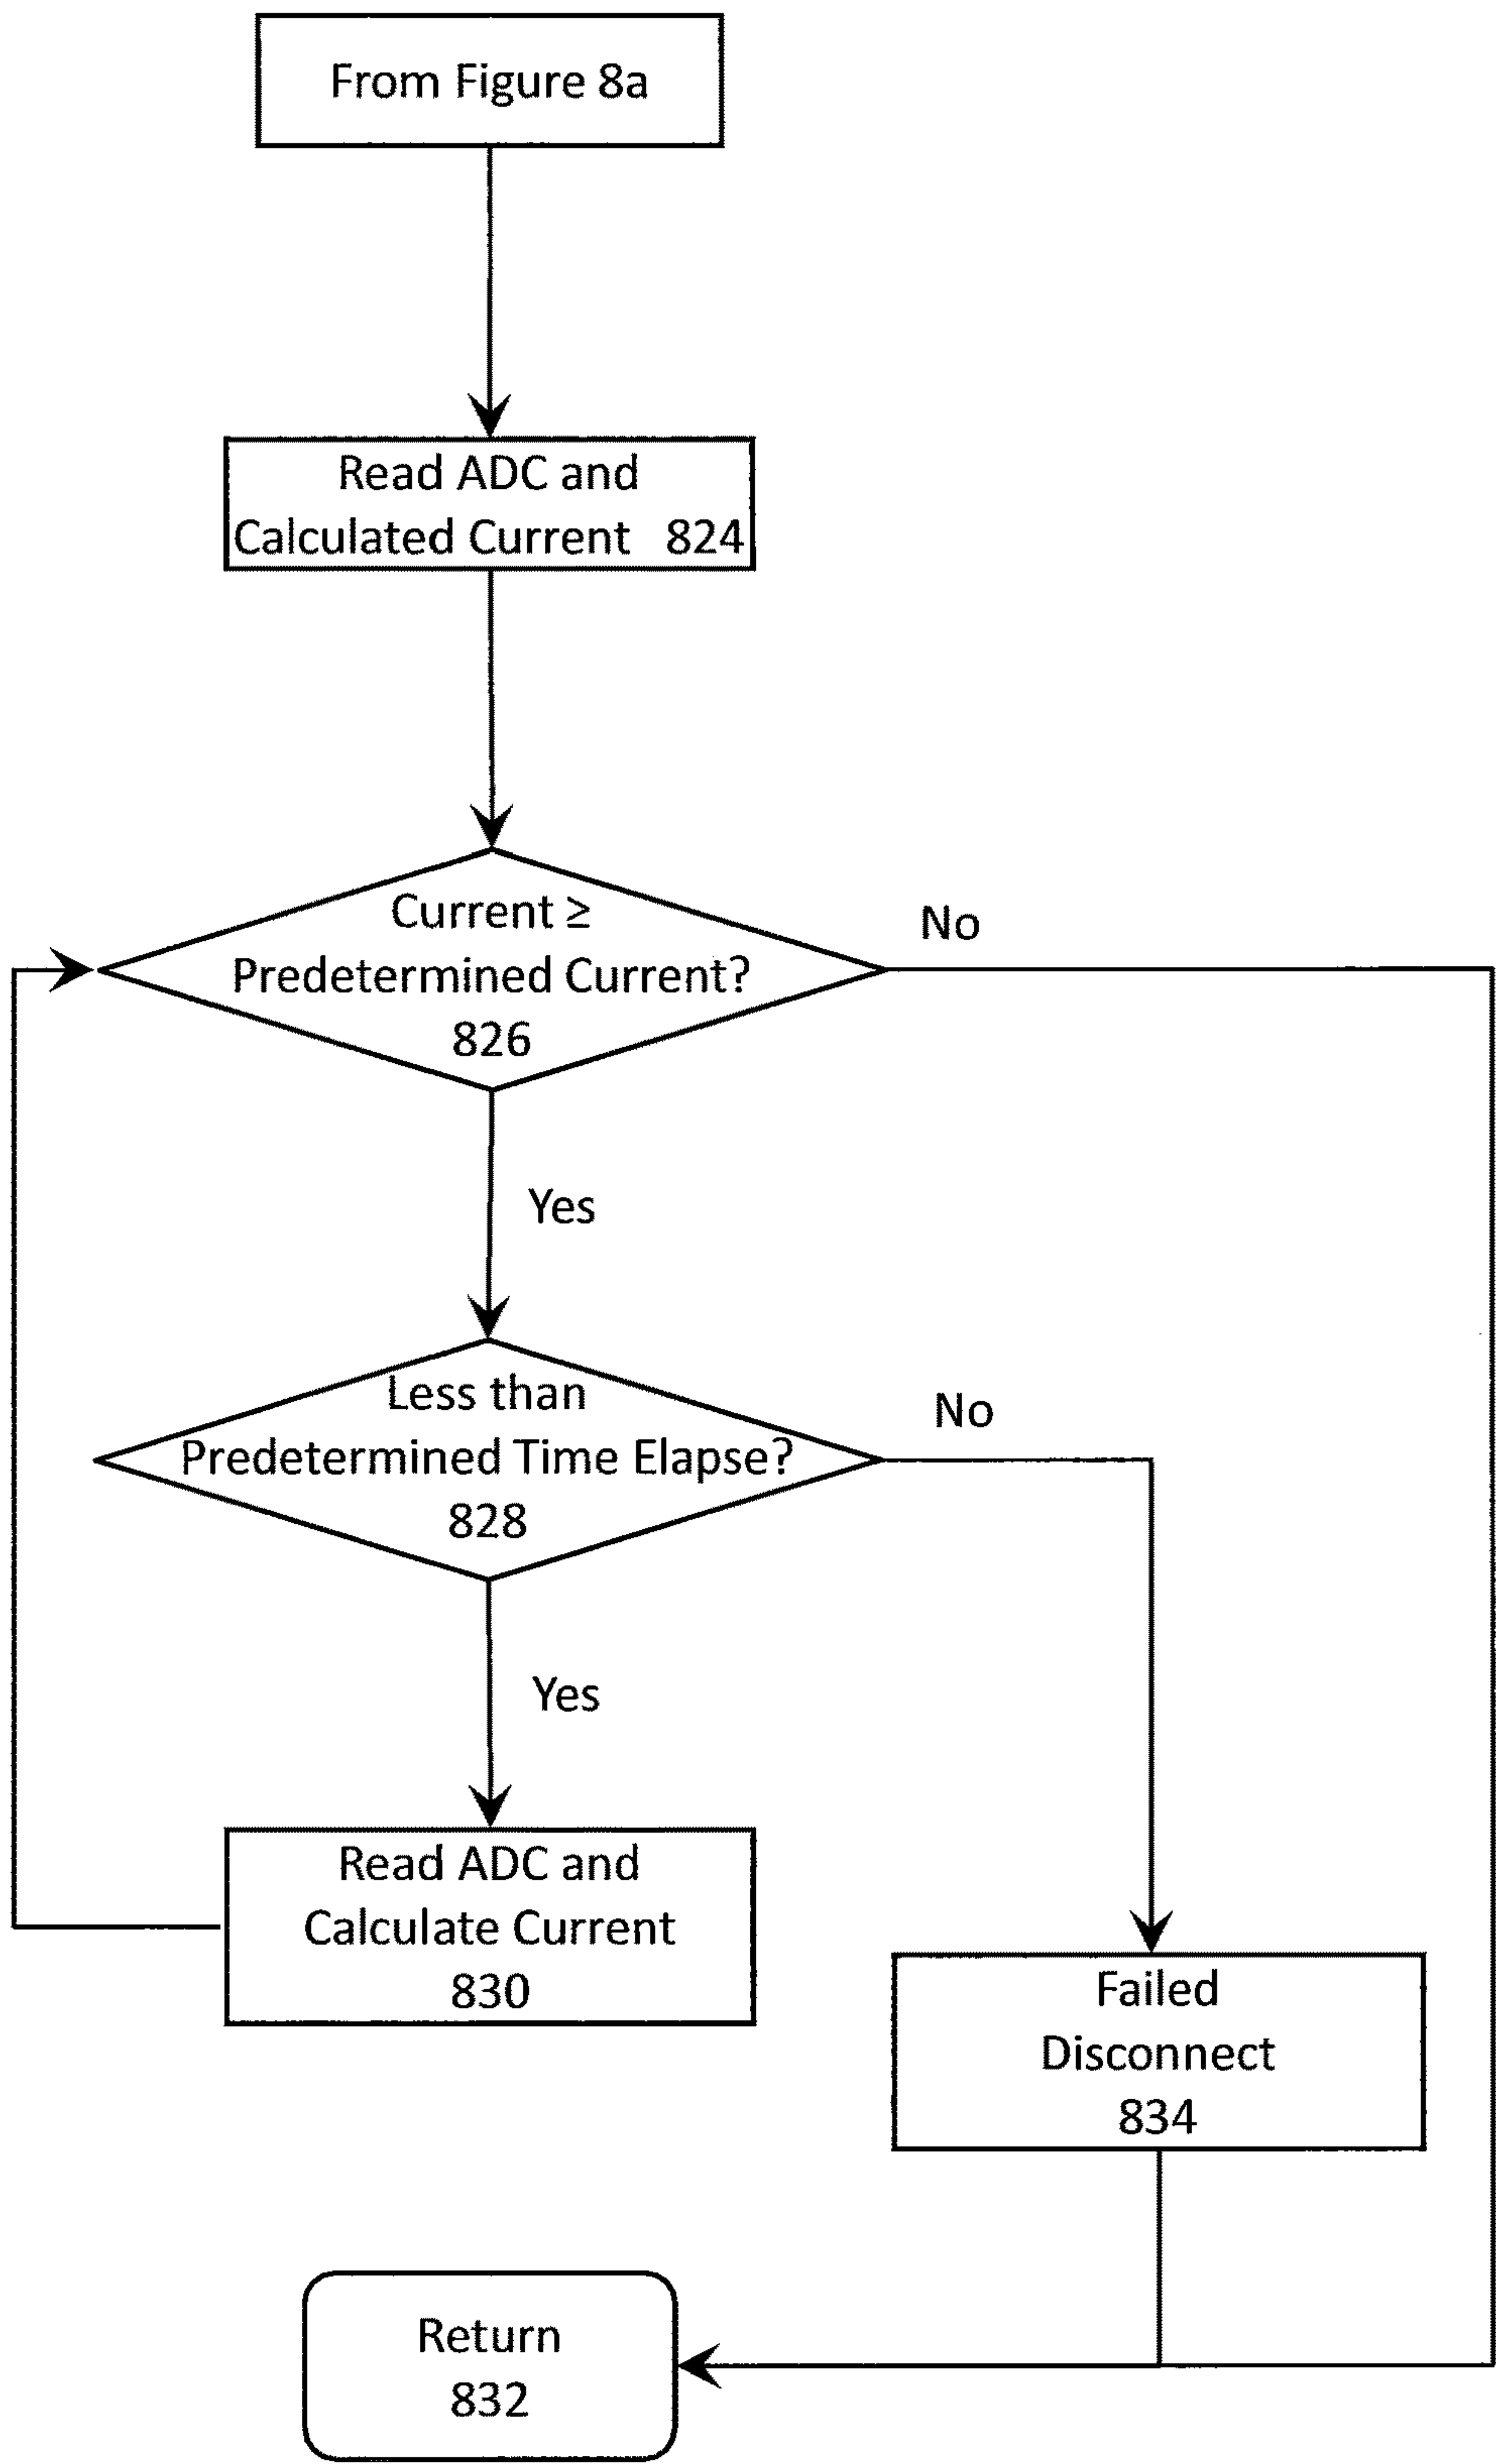 From Figure 8a
Read ADC and
Calculated Current 824
Current ≥
Predetermined Current?
826
No
Yes
Less than
Predetermined Time Elapse?
828
No
Yes
Read ADC and
Calculate Current
830
Failed
Disconnect
834
Return
832